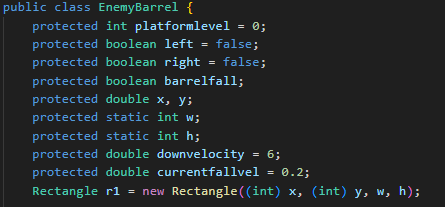 public class EnemyBarrel {
protected int platformlevel = 0;
protected boolean left = false;
protected boolean right = false;
protected boolean barrelfall;
protected double x, y;
protected static int w;
protected static int h;
protected double downvelocity = 6;
protected double currentfallvel = 0.2;
Rectangle r1 = new Rectangle((int) x, (int) y, w, h);